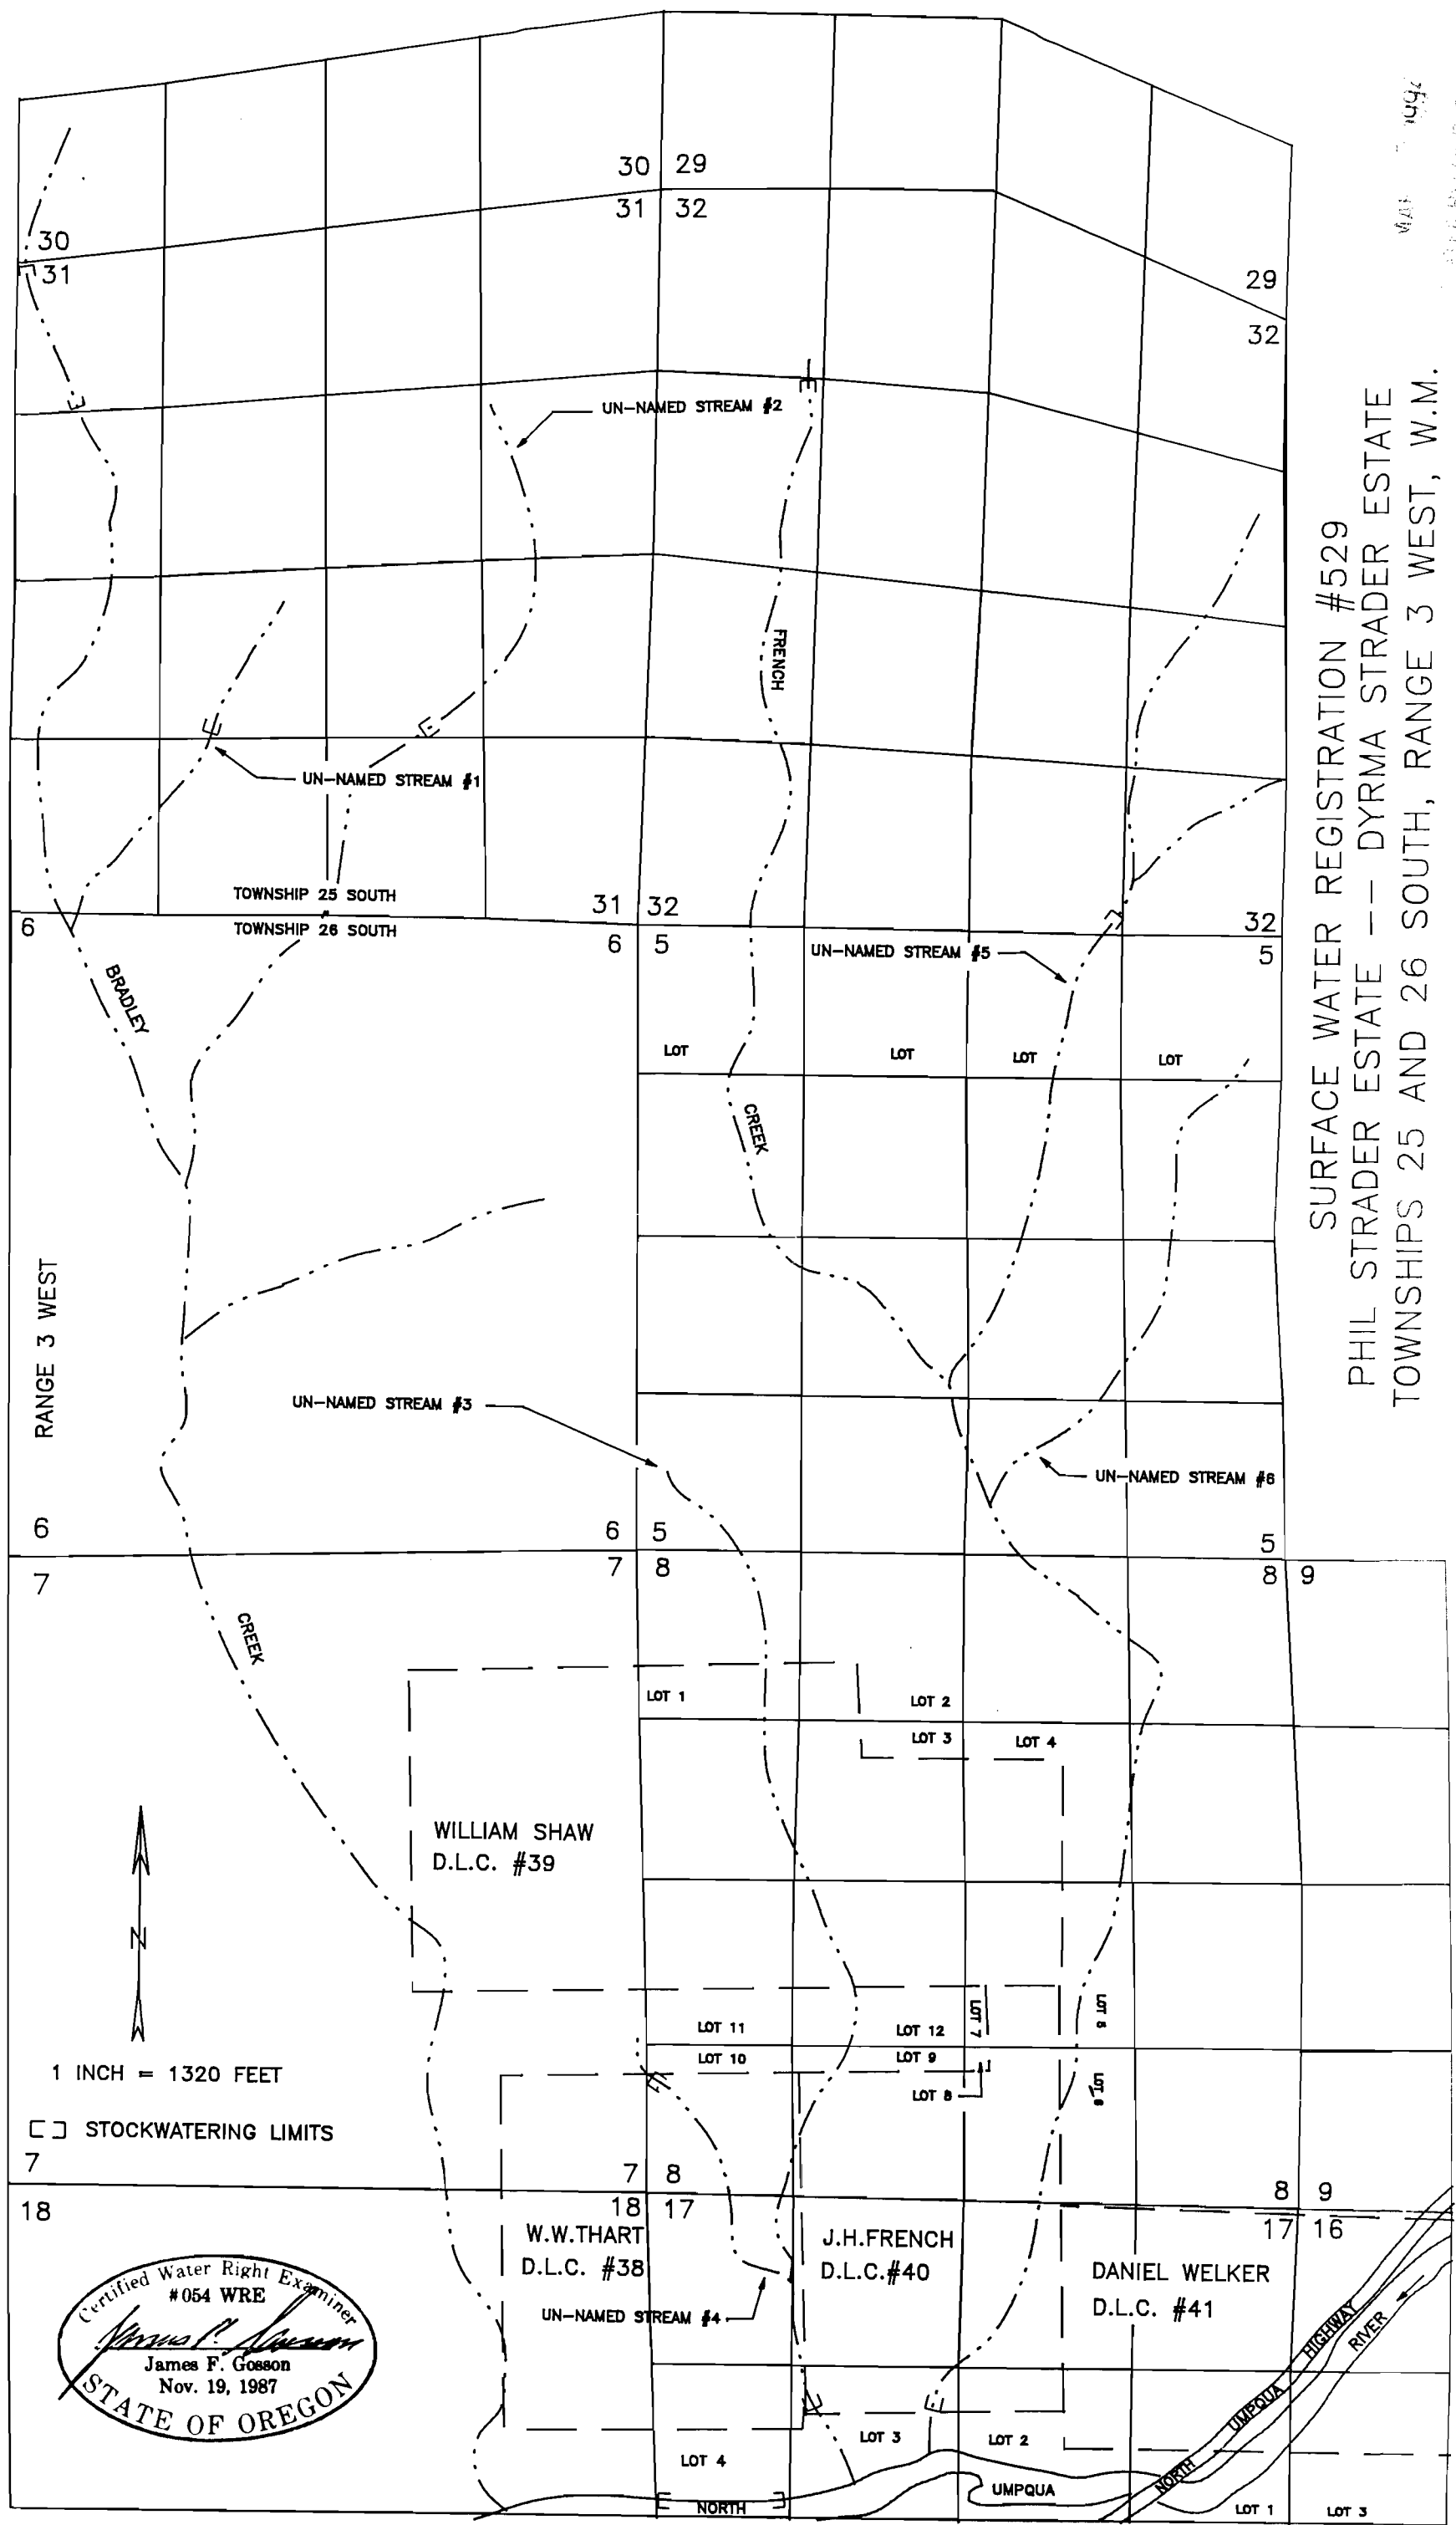 30 29
31 32
30
31
29
32
UN-NAMED STREAM #2
FRENCH
UN-NAMED STREAM #1
TOWNSHIP 25 SOUTH
TOWNSHIP 26 SOUTH
31 32
6 5
6
32
5
UN-NAMED STREAM #5
BRADLEY
LOT
LOT
LOT
LOT
CREEK
RANGE 3 WEST
UN-NAMED STREAM #3
UN-NAMED STREAM #6
6
7
6 5
7 8
5
8 9
CREEK
LOT 1
LOT 2
LOT 3
LOT 4
WILLIAM SHAW
D.L.C. #39
N
LOT 11
LOT 12
LOT 7
LOT 5
LOT 10
LOT 9
LOT 8
LOT 6
1 INCH = 1320 FEET
STOCKWATERING LIMITS
7
18
7 8
18 17
8 9
17 16
W.W.THART
D.L.C. #38
J.H.FRENCH
D.L.C.#40
DANIEL WELKER
D.L.C. #41
UN-NAMED STREAM #4
HIGHWAY
RIVER
UMPQUA
NORTH
LOT 4
LOT 3
LOT 2
UMPQUA
NORTH
LOT 1
LOT 3
Certified Water Right Examiner
#054 WRE
James F. Gosson
Nov. 19, 1987
STATE OF OREGON
SURFACE WATER REGISTRATION #529
PHIL STRADER ESTATE -- DYRMA STRADER ESTATE
TOWNSHIPS 25 AND 26 SOUTH, RANGE 3 WEST, W.M.